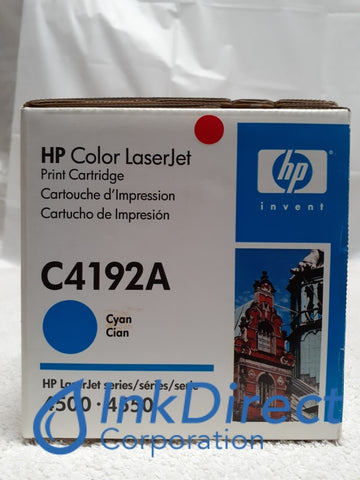 HP Color LaserJet
Print Cartridge
Cartouche d'Impression
Cartucho de Impresión
hp
invent
C4192A
Cyan
Cian
HP LaserJet series/séries/serie
4500 · 4550
InkDirect
Corporation